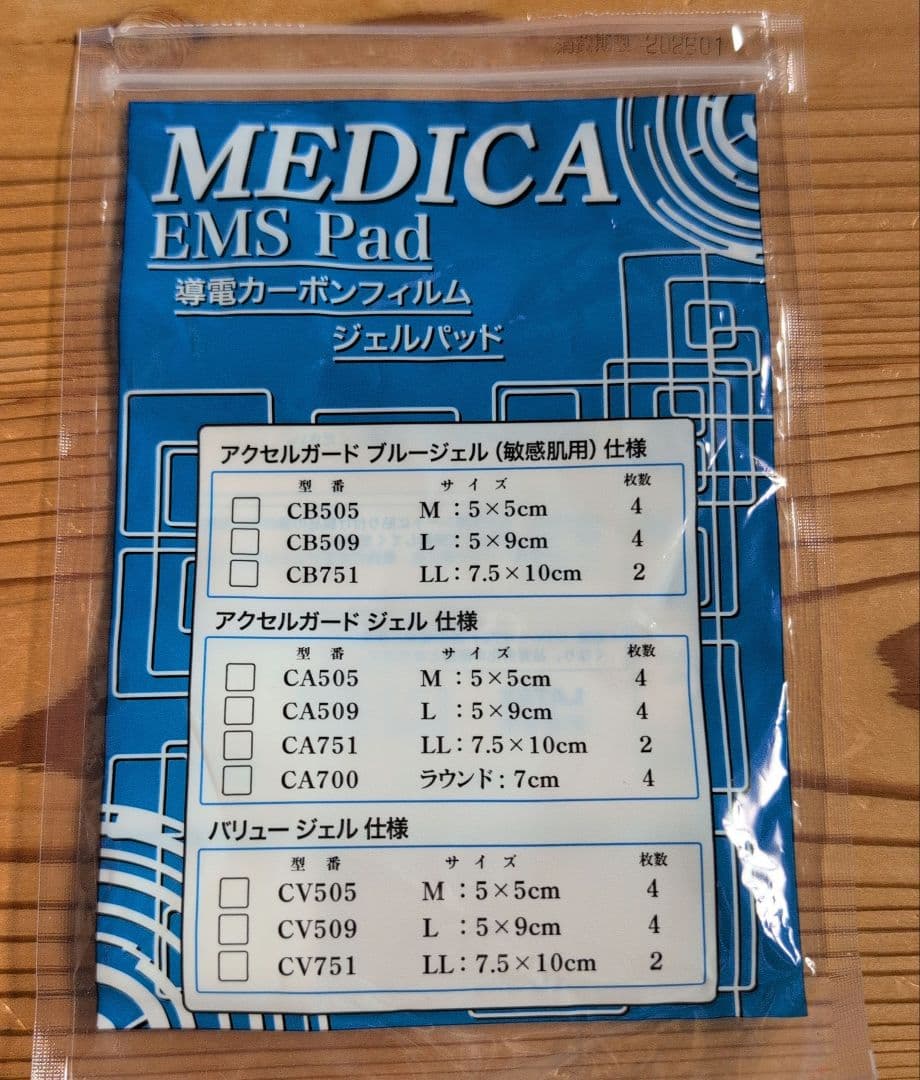 消費期限 202601
MEDICA
EMS Pad
導電カーボンフィルム
ジェルパッド
アクセルガード ブルージェル（敏感肌用）仕様
型 番 サ イ ズ 枚数
CB505 M ：5×5cm 4
CB509 L ：5×9cm 4
CB751 LL：7.5×10cm 2
アクセルガード ジェル 仕様
型 番 サ イ ズ 枚数
CA505 M ：5×5cm 4
CA509 L ：5×9cm 4
CA751 LL：7.5×10cm 2
CA700 ラウンド：7cm 4
バリュー ジェル 仕様
型 番 サ イ ズ 枚数
CV505 M ：5×5cm 4
CV509 L ：5×9cm 4
CV751 LL：7.5×10cm 2